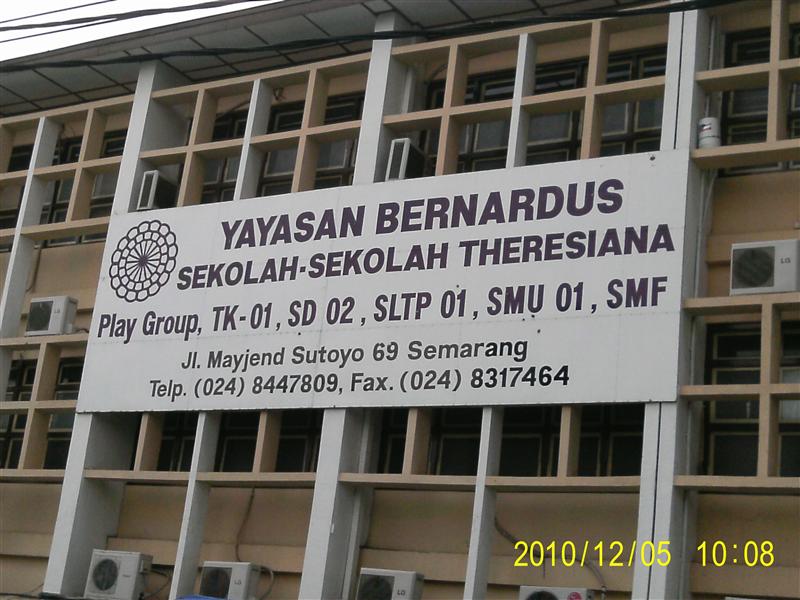 YAYASAN BERNARDUS
SEKOLAH-SEKOLAH THERESIANA
Play Group, TK-01, SD 02, SLTP 01, SMU 01, SMF
Jl. Mayjend Sutoyo 69 Semarang
Telp. (024) 8447809, Fax. (024) 8317464
LG
2010/12/05 10:08